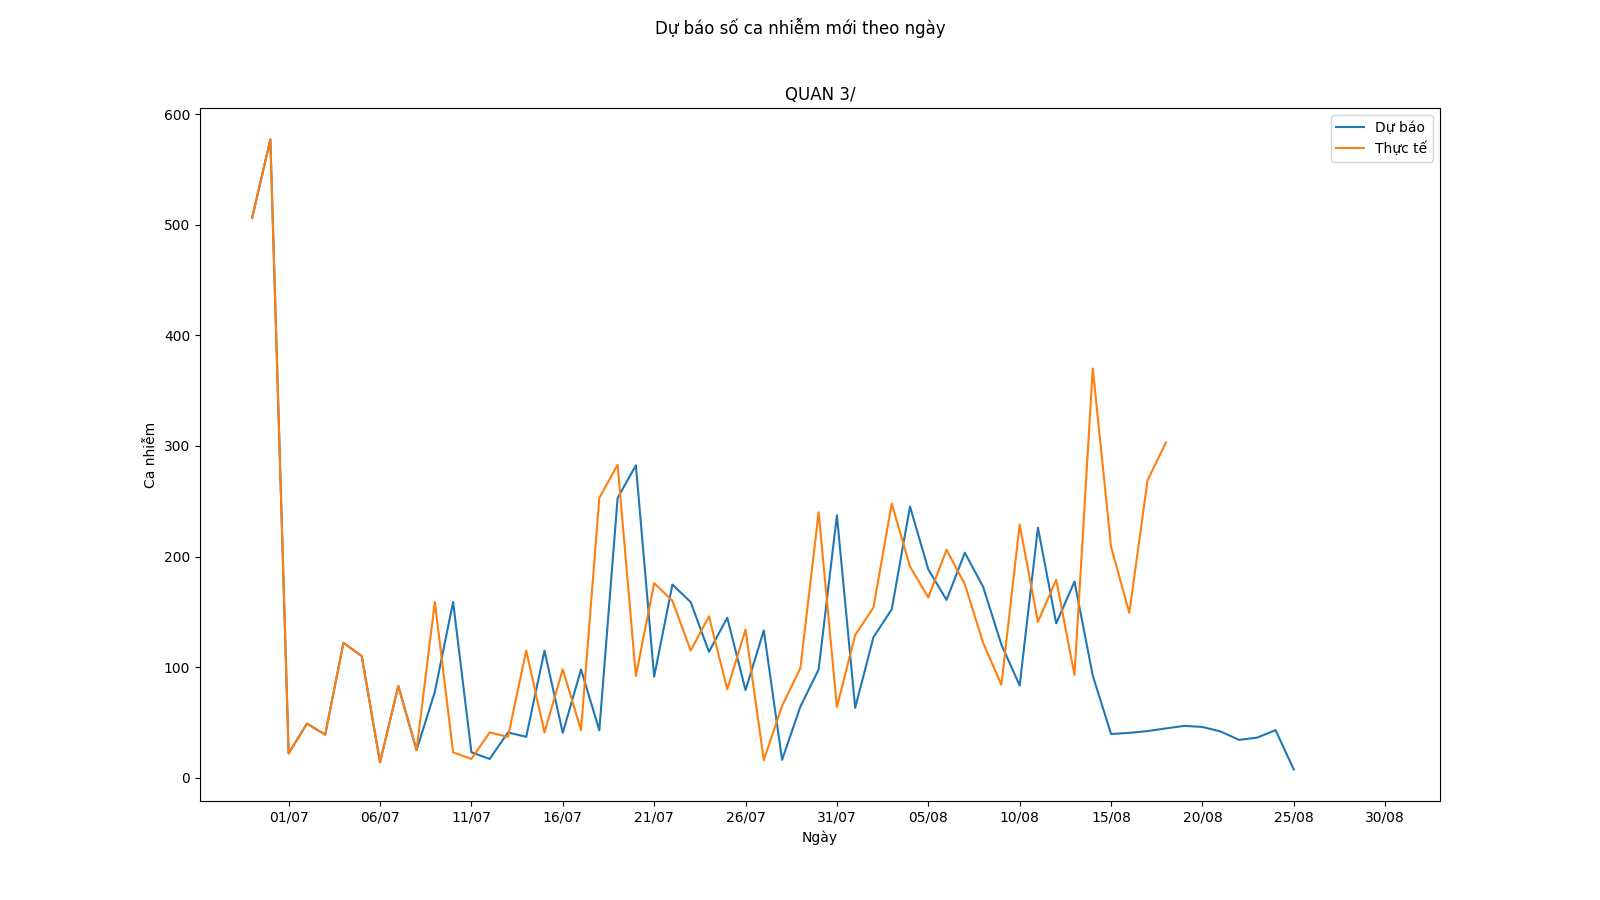 Dự báo số ca nhiễm mới theo ngày
QUAN 3/
Dự báo
Thực tế
600
500
400
300
200
100
0
Ca nhiễm
01/07 06/07 11/07 16/07 21/07 26/07 31/07 05/08 10/08 15/08 20/08 25/08 30/08
Ngày